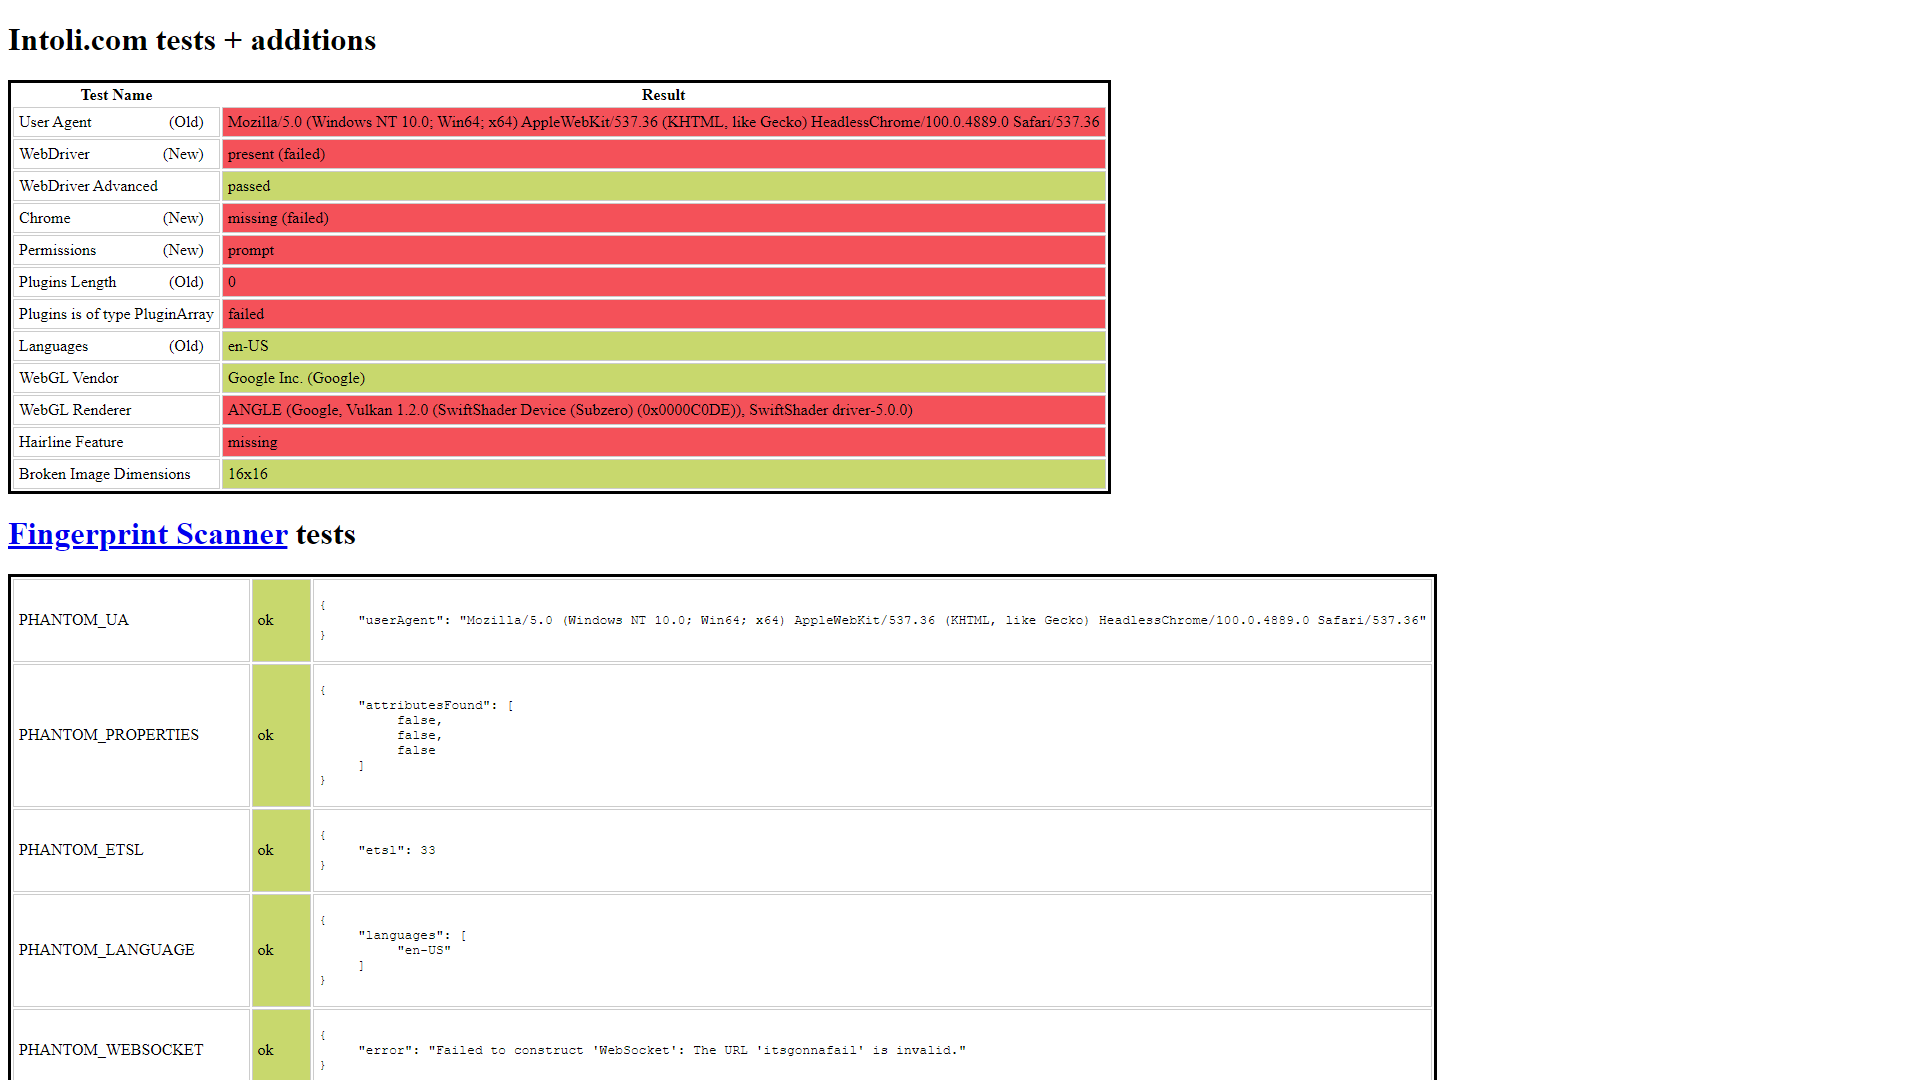 Intoli.com tests + additions
Test Name Result
User Agent (Old) Mozilla/5.0 (Windows NT 10.0; Win64; x64) AppleWebKit/537.36 (KHTML, like Gecko) HeadlessChrome/100.0.4889.0 Safari/537.36
WebDriver (New) present (failed)
WebDriver Advanced passed
Chrome (New) missing (failed)
Permissions (New) prompt
Plugins Length (Old) 0
Plugins is of type PluginArray failed
Languages (Old) en-US
WebGL Vendor Google Inc. (Google)
WebGL Renderer ANGLE (Google, Vulkan 1.2.0 (SwiftShader Device (Subzero) (0x0000C0DE)), SwiftShader driver-5.0.0)
Hairline Feature missing
Broken Image Dimensions 16x16
Fingerprint Scanner tests
{
PHANTOM_UA ok "userAgent": "Mozilla/5.0 (Windows NT 10.0; Win64; x64) AppleWebKit/537.36 (KHTML, like Gecko) HeadlessChrome/100.0.4889.0 Safari/537.36"
}
{
"attributesFound": [
false,
PHANTOM_PROPERTIES ok false,
false
]
}
{
PHANTOM_ETSL ok "etsl": 33
}
{
"languages": [
PHANTOM_LANGUAGE ok "en-US"
]
}
{
PHANTOM_WEBSOCKET ok "error": "Failed to construct 'WebSocket': The URL 'itsgonnafail' is invalid."
}